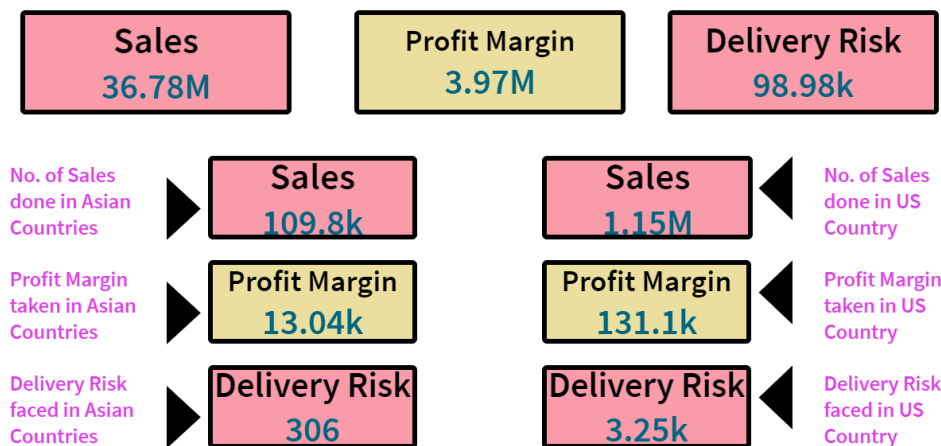 Sales
36.78M
Profit Margin
3.97M
Delivery Risk
98.98k
No. of Sales
done in Asian
Countries
Sales
109.8k
Sales
1.15M
No. of Sales
done in US
Country
Profit Margin
taken in Asian
Countries
Profit Margin
13.04k
Profit Margin
131.1k
Profit Margin
taken in US
Country
Delivery Risk
faced in Asian
Countries
Delivery Risk
306
Delivery Risk
3.25k
Delivery Risk
faced in US
Country